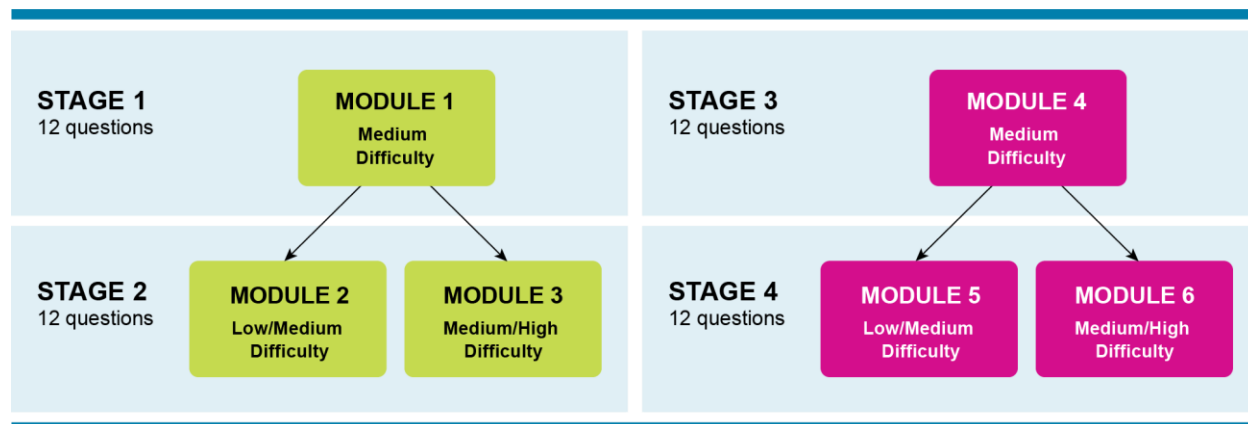 STAGE 1
12 questions
MODULE 1
Medium
Difficulty
STAGE 2
12 questions
MODULE 2
Low/Medium
Difficulty
MODULE 3
Medium/High
Difficulty
STAGE 3
12 questions
MODULE 4
Medium
Difficulty
STAGE 4
12 questions
MODULE 5
Low/Medium
Difficulty
MODULE 6
Medium/High
Difficulty